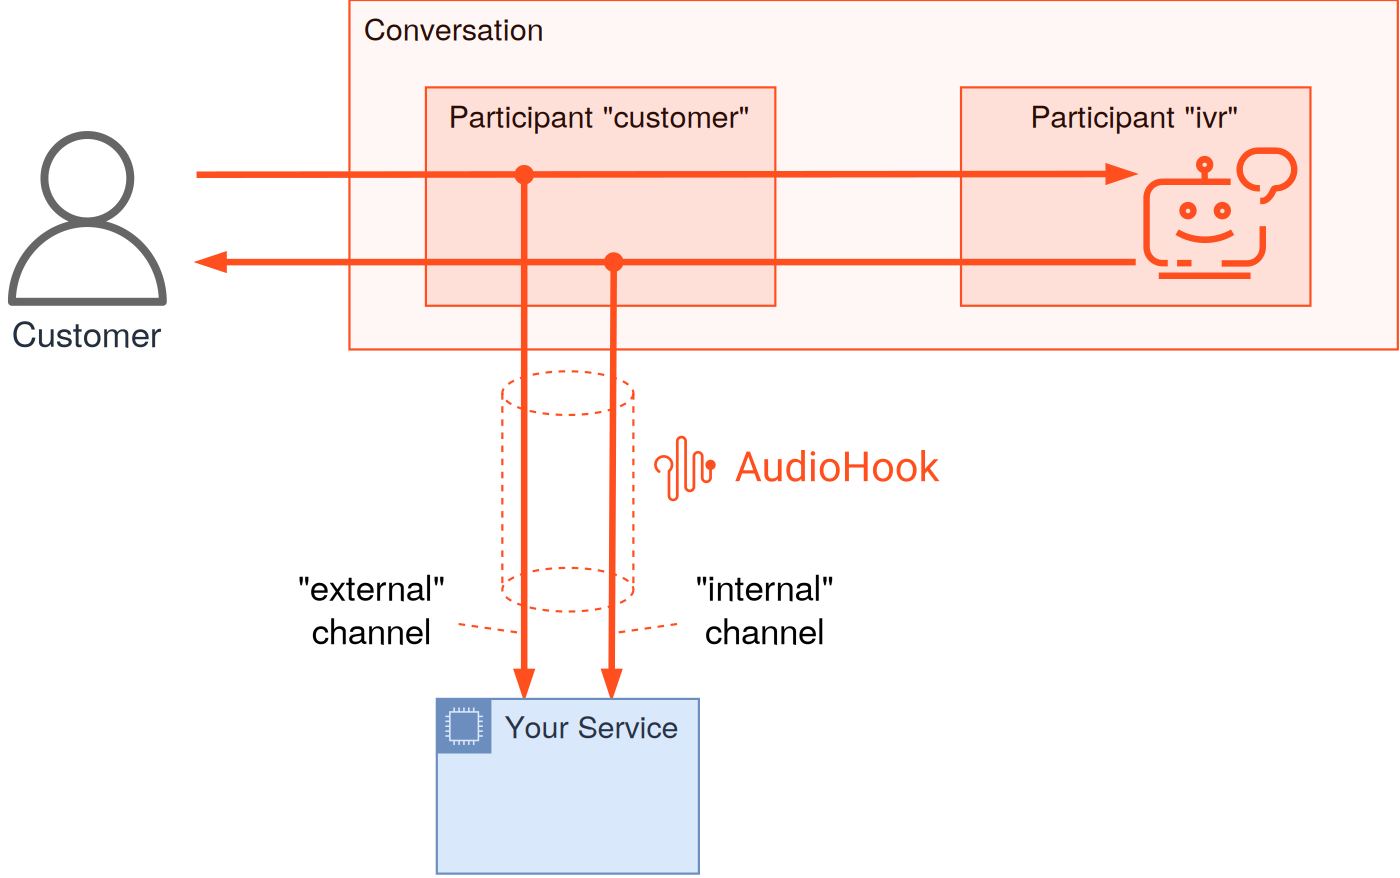 Conversation
Participant "customer"
Participant "ivr"
Customer
AudioHook
"external"
channel
"internal"
channel
Your Service